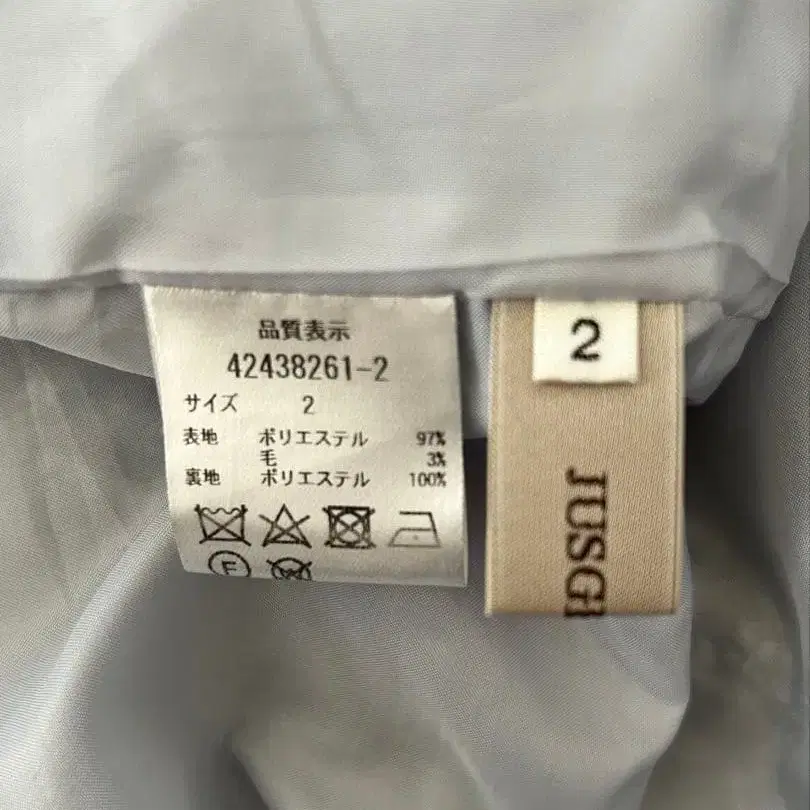 品質表示
42438261-2
サイズ 2
表地 ポリエステル 97%
毛 3%
裏地 ポリエステル 100%
F
W
2
JUSG